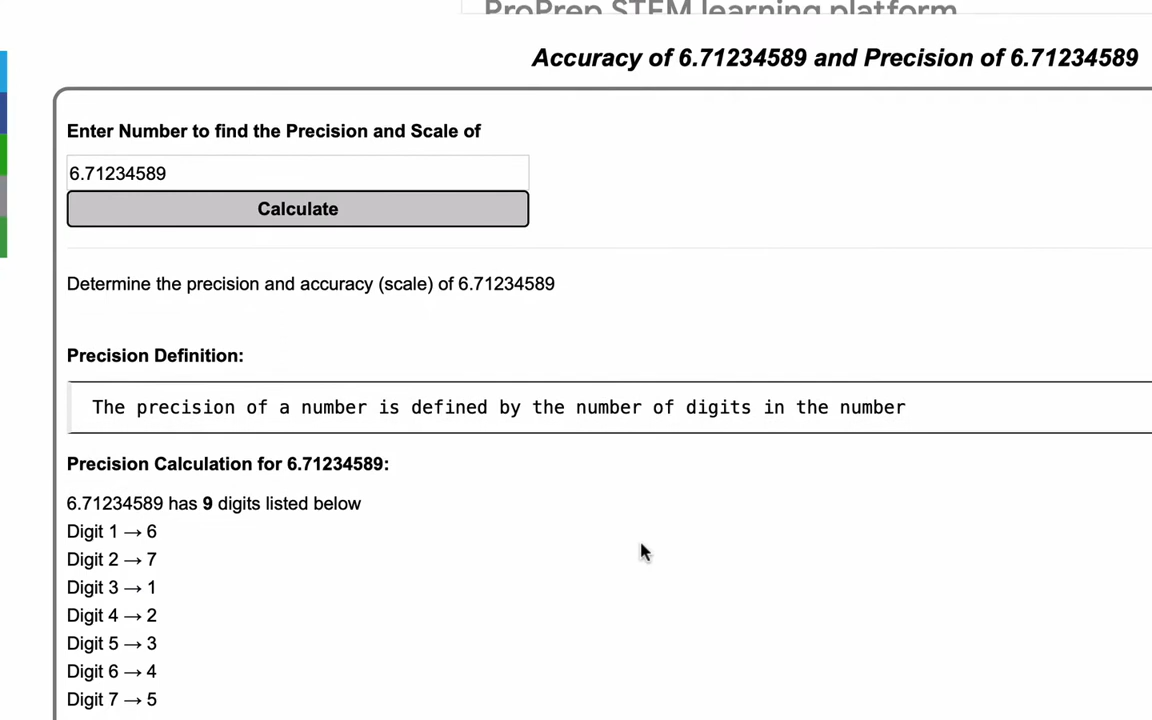 ProPrep STEM learning platform
Accuracy of 6.71234589 and Precision of 6.71234589
Enter Number to find the Precision and Scale of
6.71234589
Calculate
Determine the precision and accuracy (scale) of 6.71234589
Precision Definition:
The precision of a number is defined by the number of digits in the number
Precision Calculation for 6.71234589:
6.71234589 has 9 digits listed below
Digit 1 → 6
Digit 2 → 7
Digit 3 → 1
Digit 4 → 2
Digit 5 → 3
Digit 6 → 4
Digit 7 → 5